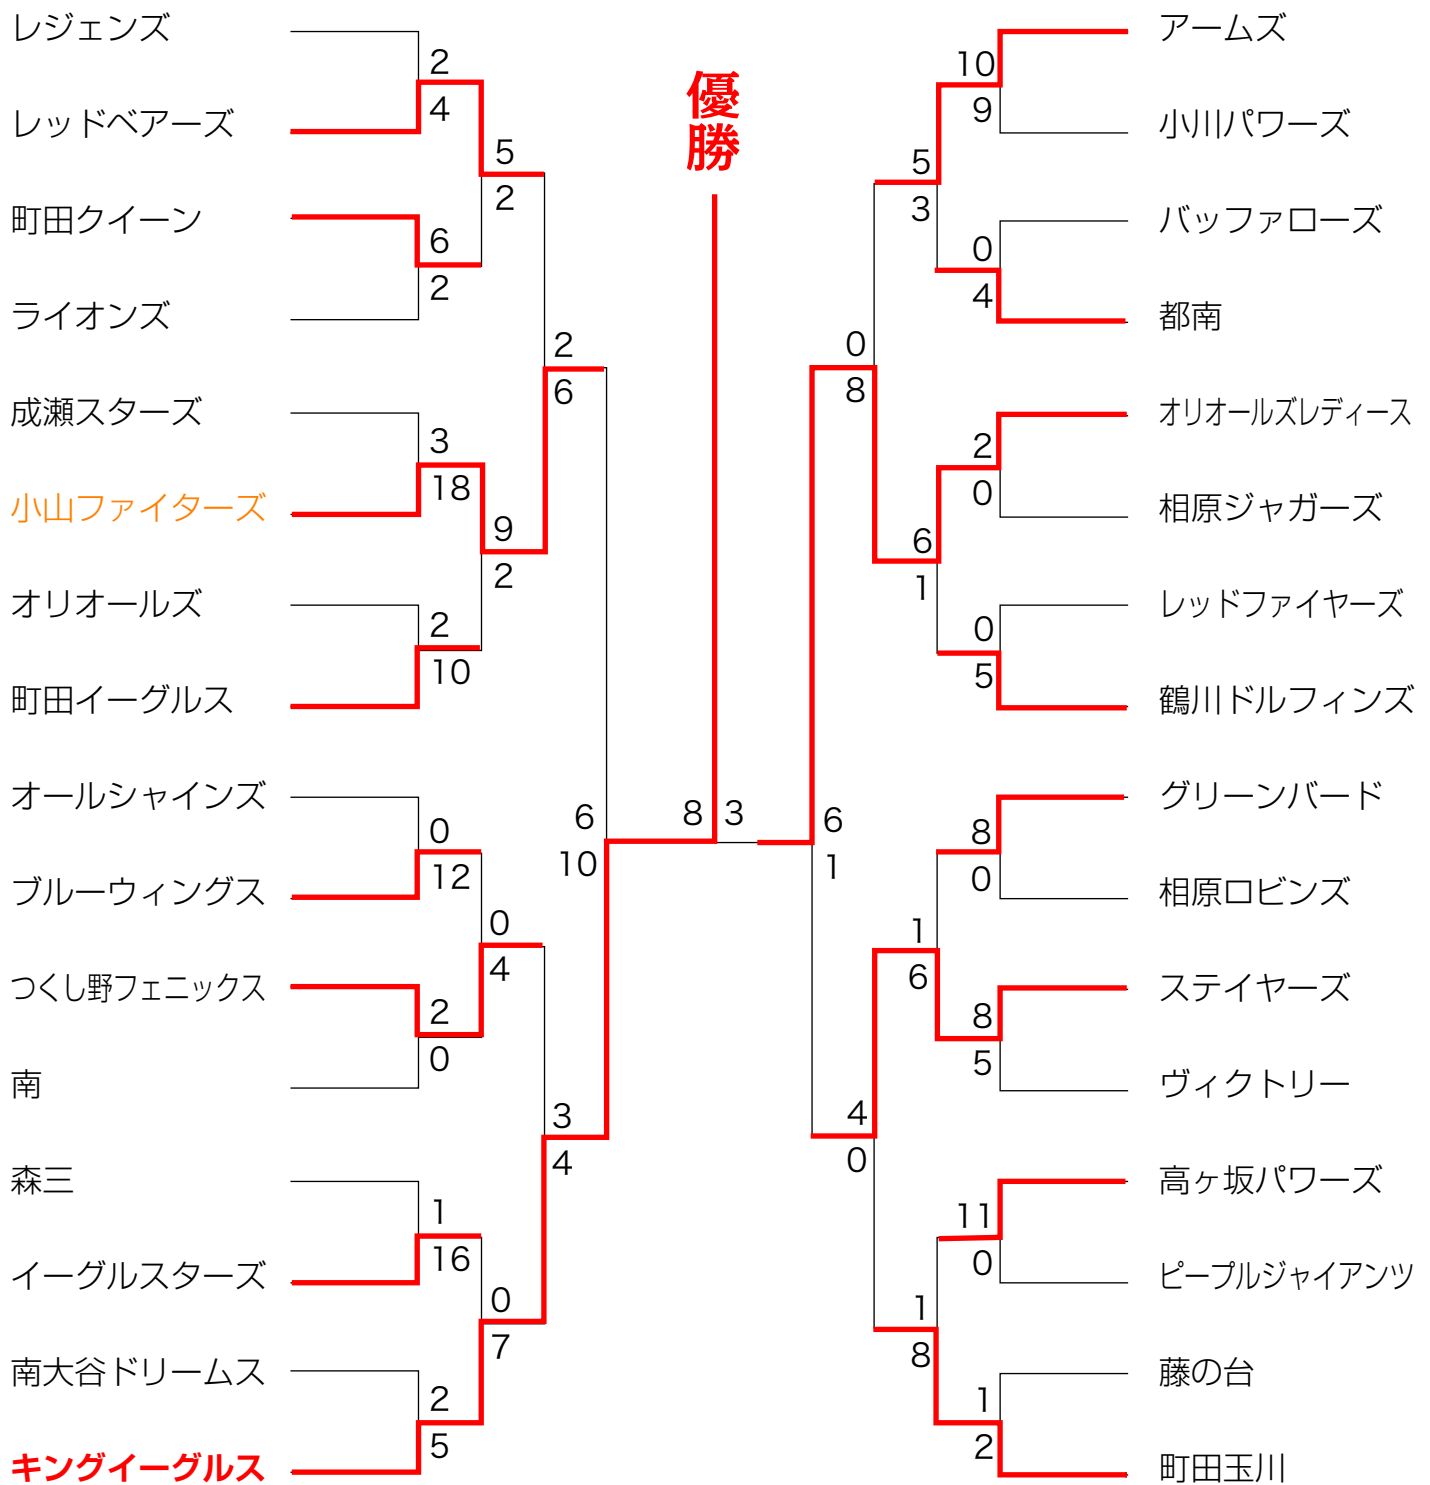 レジェンズ
2
4
レッドベアーズ
5
2
町田クイーン
6
2
ライオンズ
2
6
成瀬スターズ
3
18
小山ファイターズ
9
2
オリオールズ
2
10
町田イーグルス
6
10
オールシャインズ
0
12
ブルーウィングス
0
4
つくし野フェニックス
2
0
南
3
4
森三
1
16
イーグルスターズ
0
7
南大谷ドリームス
2
5
キングイーグルス
優勝
8 3
アームズ
10
9
小川パワーズ
5
3
バッファローズ
0
4
都南
0
8
オリオールズレディース
2
0
相原ジャガーズ
6
1
レッドファイヤーズ
0
5
鶴川ドルフィンズ
6
1
グリーンバード
8
0
相原ロビンズ
1
6
ステイヤーズ
8
5
ヴィクトリー
4
0
高ヶ坂パワーズ
11
0
ピープルジャイアンツ
1
8
藤の台
1
2
町田玉川